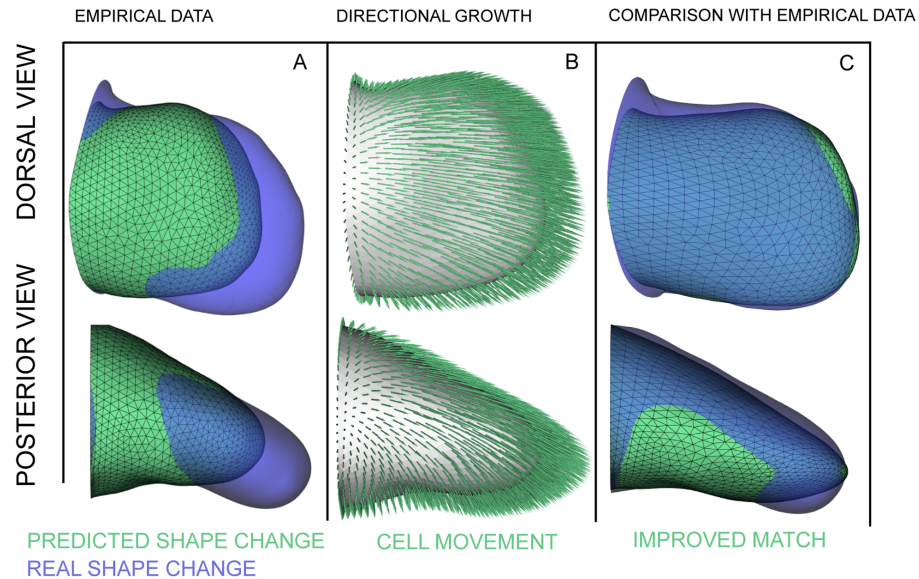 EMPIRICAL DATA
DIRECTIONAL GROWTH
COMPARISON WITH EMPIRICAL DATA
DORSAL VIEW
A
B
C
POSTERIOR VIEW
PREDICTED SHAPE CHANGE
REAL SHAPE CHANGE
CELL MOVEMENT
IMPROVED MATCH